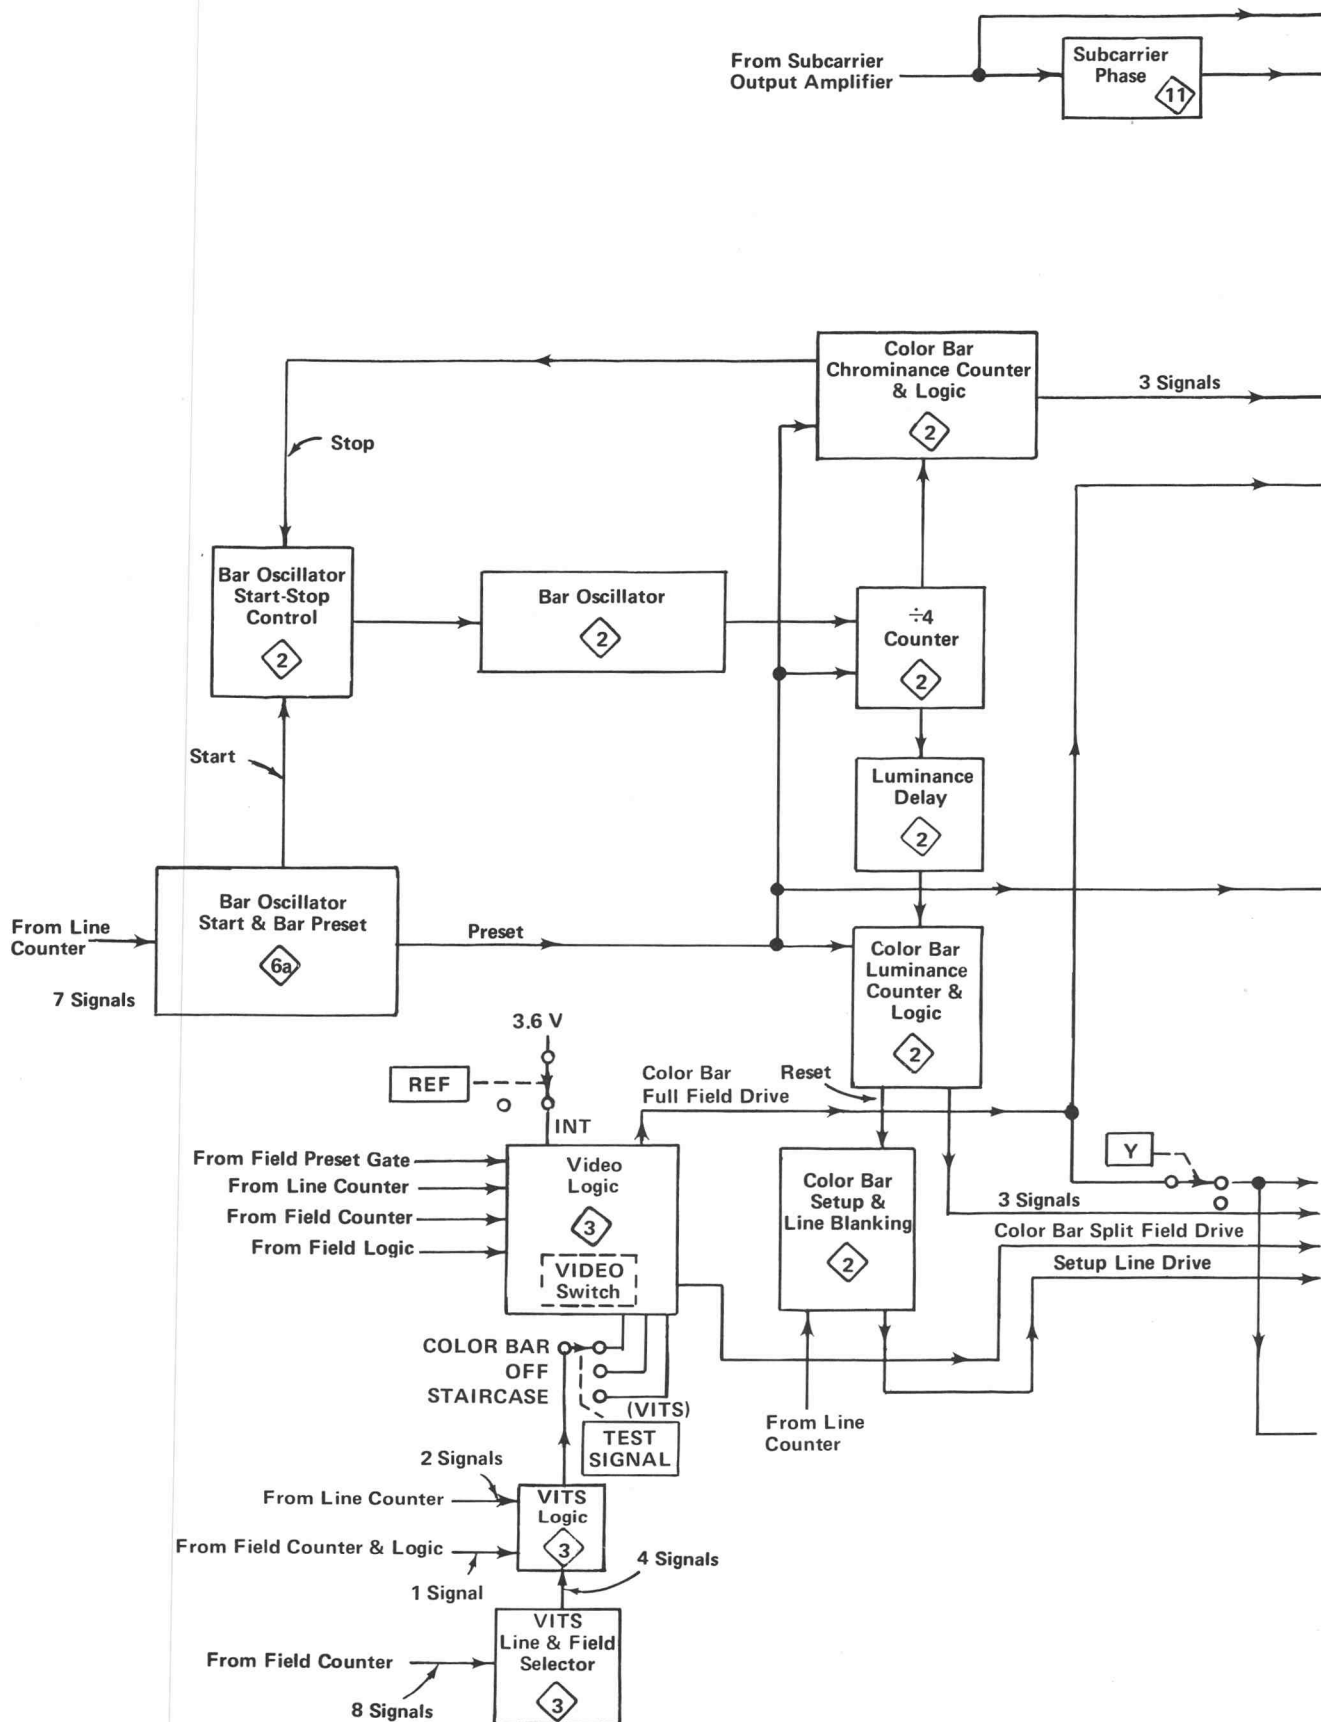 From Subcarrier
Output Amplifier
Subcarrier
Phase
11
Color Bar
Chrominance Counter
& Logic
2
3 Signals
Stop
Bar Oscillator
Start-Stop
Control
2
Bar Oscillator
2
÷4
Counter
2
Start
Luminance
Delay
2
Bar Oscillator
Start & Bar Preset
6a
From Line
Counter
7 Signals
Preset
Color Bar
Luminance
Counter &
Logic
2
3.6 V
REF
INT
Color Bar
Full Field Drive
Reset
From Field Preset Gate
From Line Counter
From Field Counter
From Field Logic
Video
Logic
3
VIDEO
Switch
Color Bar
Setup &
Line Blanking
2
Y
3 Signals
Color Bar Split Field Drive
Setup Line Drive
COLOR BAR
OFF
STAIRCASE
(VITS)
TEST
SIGNAL
From Line
Counter
2 Signals
From Line Counter
From Field Counter & Logic
1 Signal
VITS
Logic
3
4 Signals
VITS
Line & Field
Selector
3
From Field Counter
8 Signals